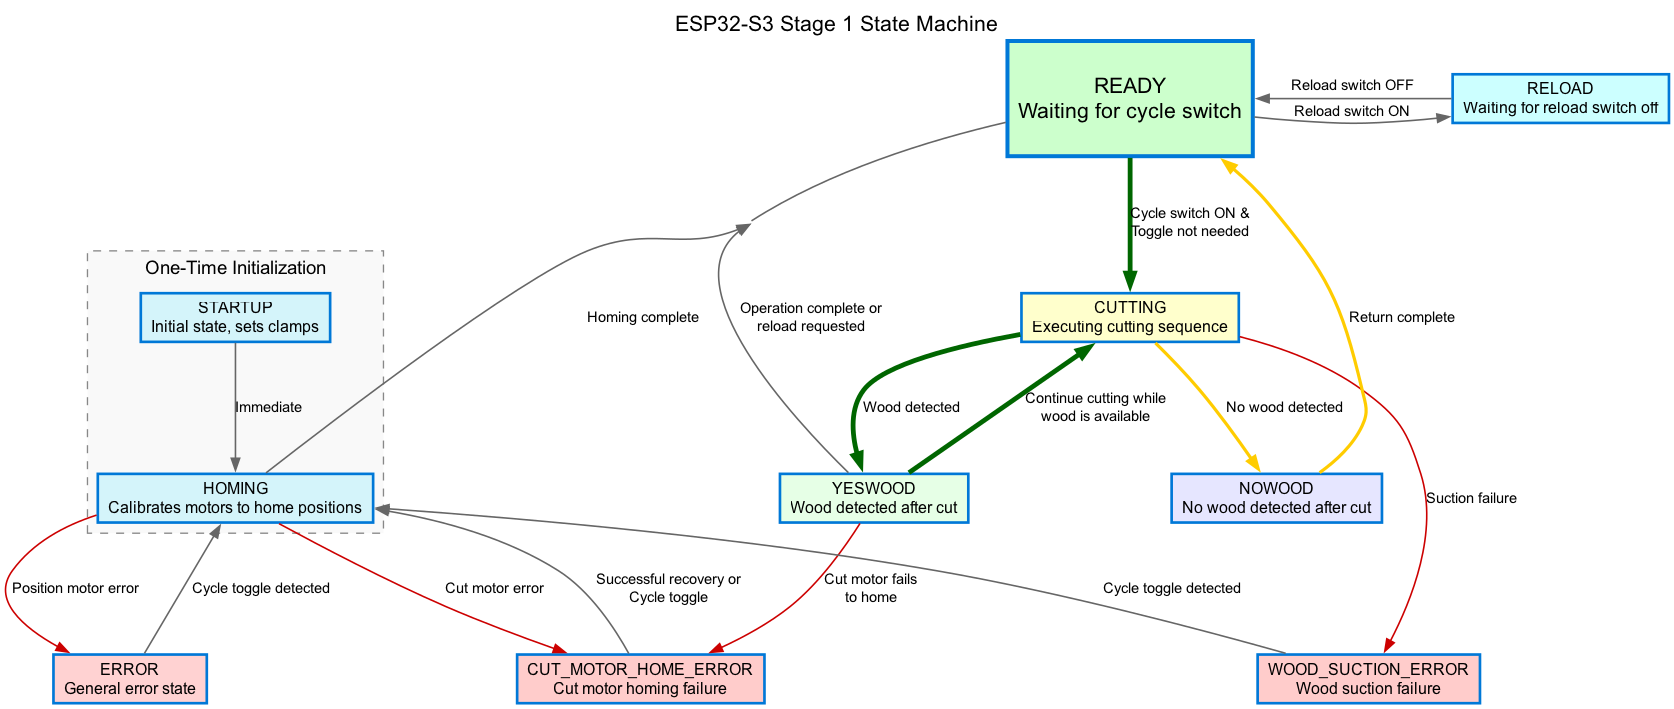 ESP32-S3 Stage 1 State Machine
READY
Waiting for cycle switch
Reload switch OFF
Reload switch ON
RELOAD
Waiting for reload switch off
Cycle switch ON &
Toggle not needed
One-Time Initialization
STARTUP
Initial state, sets clamps
Homing complete
Operation complete or
reload requested
CUTTING
Executing cutting sequence
Return complete
Immediate
Wood detected
Continue cutting while
wood is available
No wood detected
HOMING
Calibrates motors to home positions
YESWOOD
Wood detected after cut
NOWOOD
No wood detected after cut
Suction failure
Position motor error
Cycle toggle detected
Cut motor error
Successful recovery or
Cycle toggle
Cut motor fails
to home
Cycle toggle detected
ERROR
General error state
CUT_MOTOR_HOME_ERROR
Cut motor homing failure
WOOD_SUCTION_ERROR
Wood suction failure